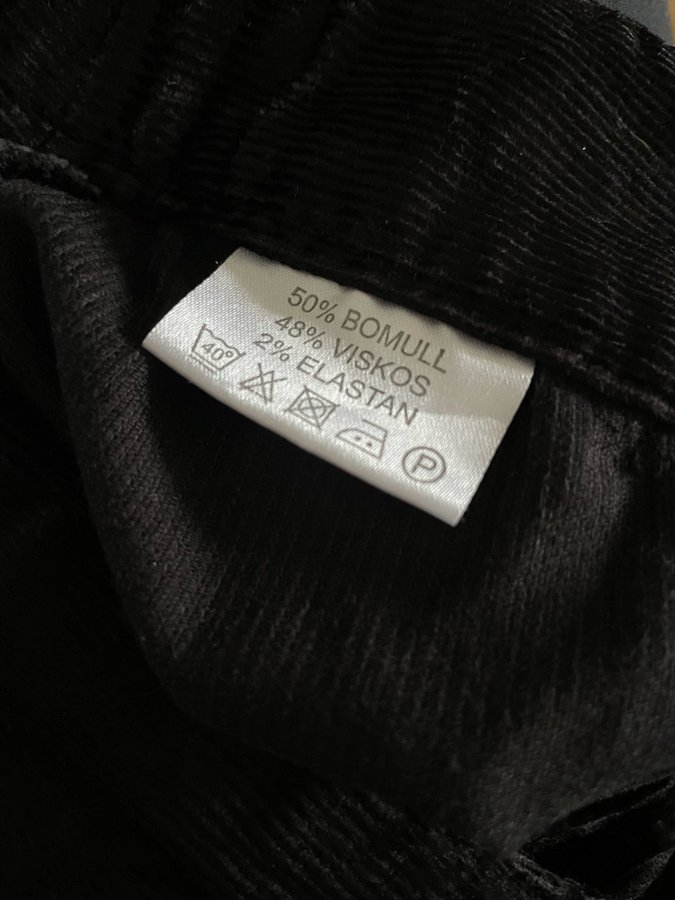 50% BOMULL
48% VISKOS
2% ELASTAN
40°
P